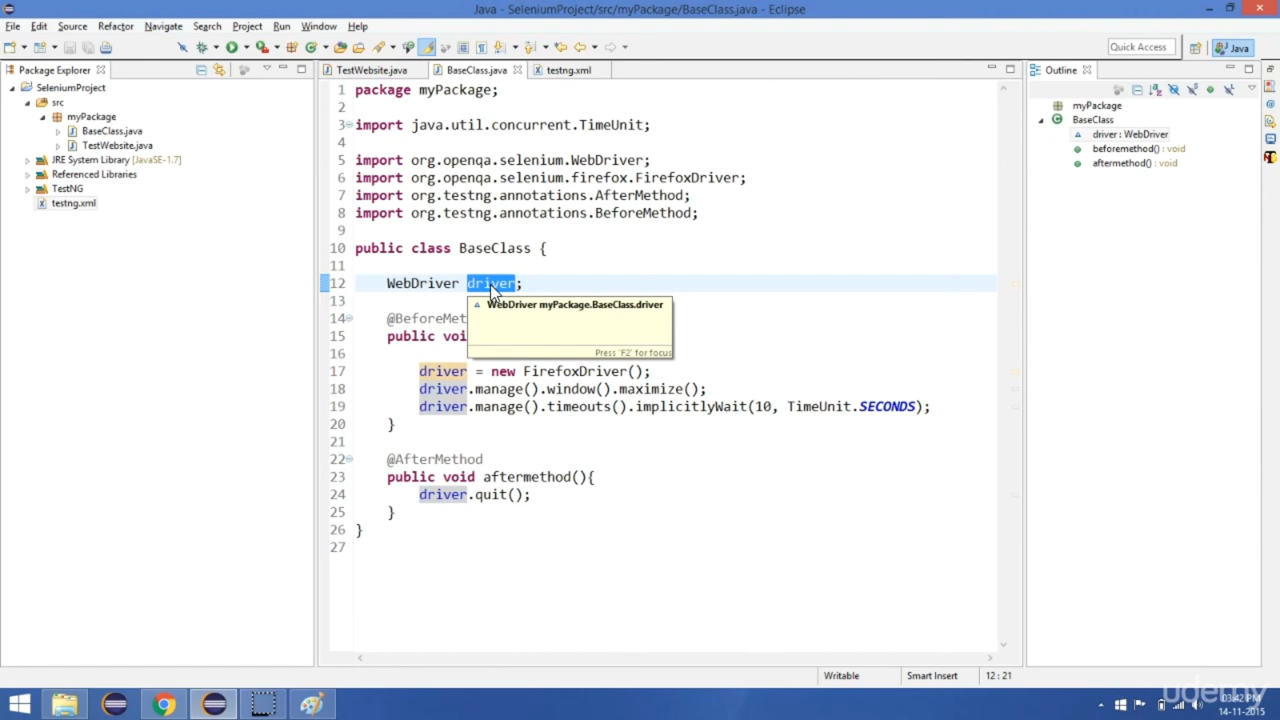 Java - SeleniumProject/src/myPackage/BaseClass.java - Eclipse
File Edit Source Refactor Navigate Search Project Run Window Help
Quick Access
Java
Package Explorer
TestWebsite.java
BaseClass.java
testng.xml
Outline
SeleniumProject
src
myPackage
BaseClass.java
TestWebsite.java
JRE System Library [JavaSE-1.7]
Referenced Libraries
TestNG
testng.xml
1 package myPackage;
2
3 import java.util.concurrent.TimeUnit;
4
5 import org.openqa.selenium.WebDriver;
6 import org.openqa.selenium.firefox.FirefoxDriver;
7 import org.testng.annotations.AfterMethod;
8 import org.testng.annotations.BeforeMethod;
9
10 public class BaseClass {
11
12 WebDriver driver;
13
WebDriver myPackage.BaseClass.driver
14 @BeforeMet
15 public voi
Press 'F2' for focus
16
17 driver = new FirefoxDriver();
18 driver.manage().window().maximize();
19 driver.manage().timeouts().implicitlyWait(10, TimeUnit.SECONDS);
20 }
21
22 @AfterMethod
23 public void aftermethod(){
24 driver.quit();
25 }
26 }
27
myPackage
BaseClass
driver : WebDriver
beforemethod() : void
aftermethod() : void
Writable
Smart Insert
12 : 21
udemy
03:42 PM
14-11-2015